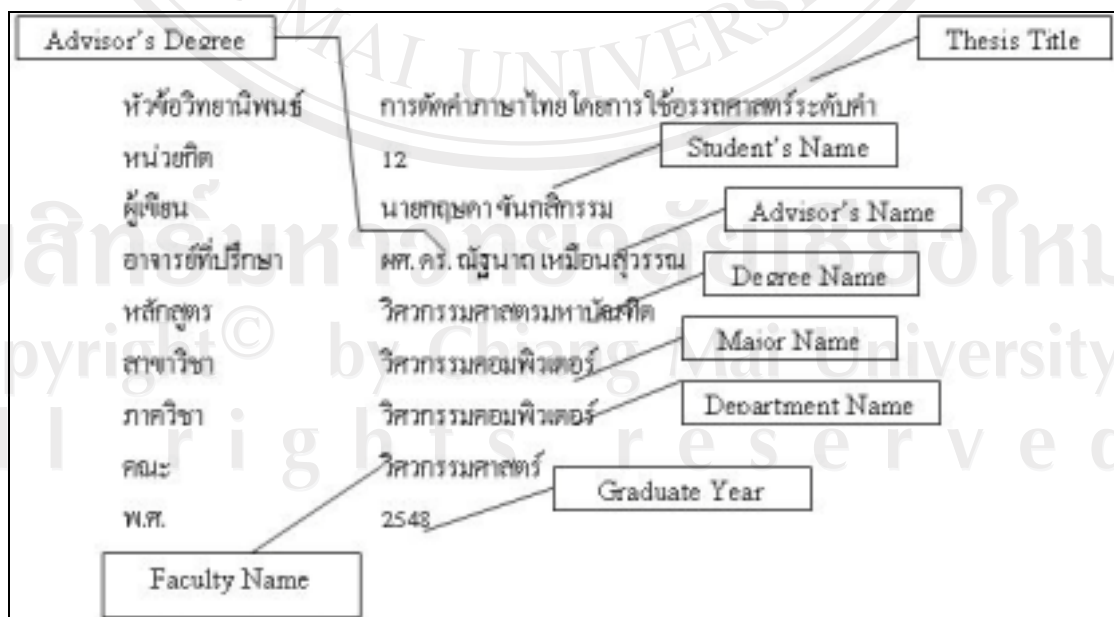 Advisor's Degree
Thesis Title
MAI UNIVERS
หัวข้อวิทยานิพนธ์ การตัดคำภาษาไทยโดยการใช้อรรถศาสตร์ระดับคำ
หน่วยกิต 12
Student's Name
ผู้เขียน นายกฤษดา ขันกสิกรรม
Advisor's Name
อาจารย์ที่ปรึกษา ผศ. ดร. ณัฐนาถ เหมือนสุวรรณ
Degree Name
หลักสูตร วิศวกรรมศาสตรมหาบัณฑิต
Major Name
สาขาวิชา วิศวกรรมคอมพิวเตอร์
Department Name
ภาควิชา วิศวกรรมคอมพิวเตอร์
คณะ วิศวกรรมศาสตร์
Graduate Year
พ.ศ. 2548
Faculty Name
by Chiang Mai University
rights reserved